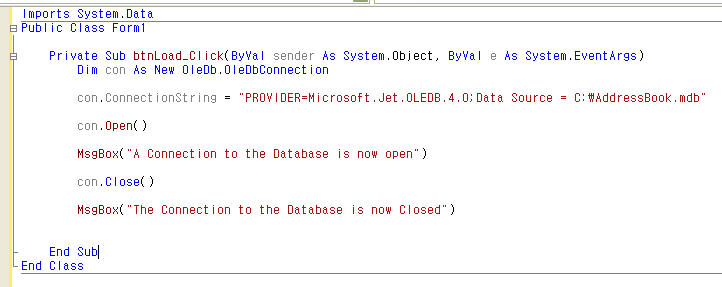 Imports System.Data
Public Class Form1
Private Sub btnLoad_Click(ByVal sender As System.Object, ByVal e As System.EventArgs)
Dim con As New OleDb.OleDbConnection
con.ConnectionString = "PROVIDER=Microsoft.Jet.OLEDB.4.0;Data Source = C:₩AddressBook.mdb"
con.Open()
MsgBox("A Connection to the Database is now open")
con.Close()
MsgBox("The Connection to the Database is now Closed")
End Sub
End Class